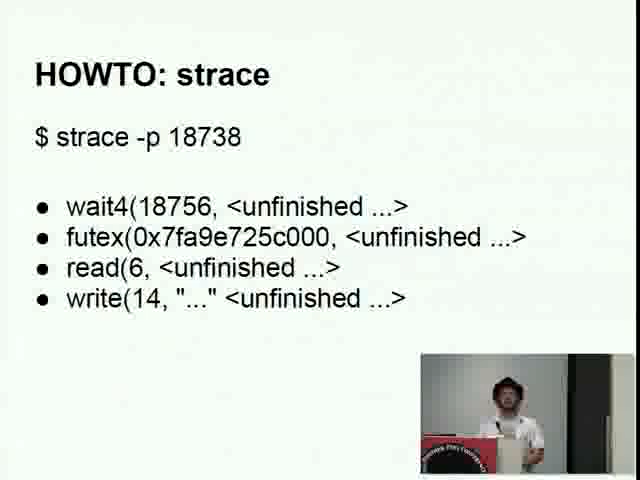 HOWTO: strace
$ strace -p 18738
● wait4(18756, <unfinished ...>
● futex(0x7fa9e725c000, <unfinished ...>
● read(6, <unfinished ...>
● write(14, "..." <unfinished ...>